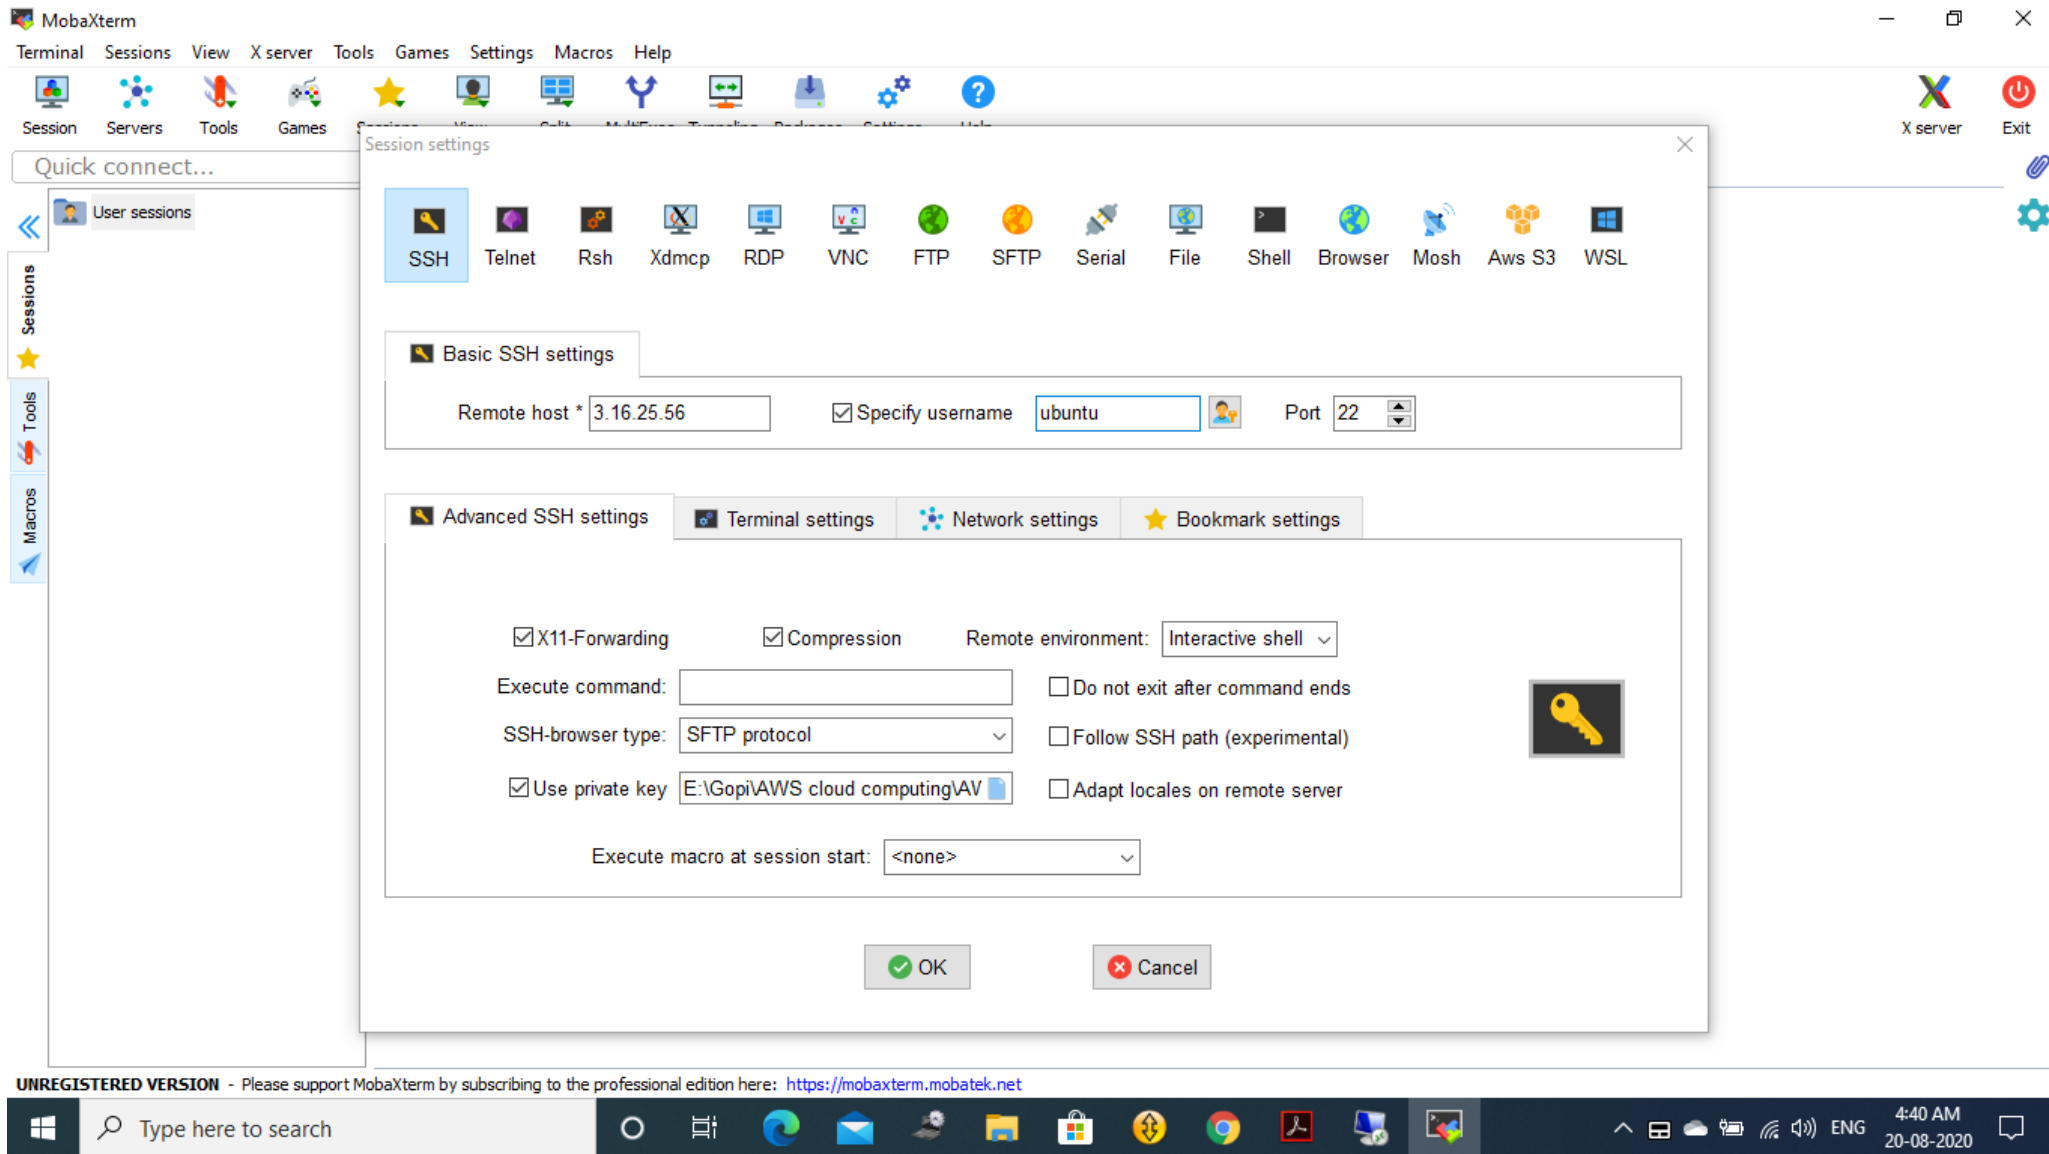 MobaXterm
Terminal Sessions View X server Tools Games Settings Macros Help
Session Servers Tools Games X server Exit
Session settings
Quick connect...
User sessions
SSH Telnet Rsh Xdmcp RDP VNC FTP SFTP Serial File Shell Browser Mosh Aws S3 WSL
Sessions
Tools
Macros
Basic SSH settings
Remote host * 3.16.25.56 Specify username ubuntu Port 22
Advanced SSH settings Terminal settings Network settings Bookmark settings
X11-Forwarding Compression Remote environment: Interactive shell
Execute command: Do not exit after command ends
SSH-browser type: SFTP protocol Follow SSH path (experimental)
Use private key E:\Gopi\AWS cloud computing\AW Adapt locales on remote server
Execute macro at session start: <none>
OK Cancel
UNREGISTERED VERSION - Please support MobaXterm by subscribing to the professional edition here: https://mobaxterm.mobatek.net
Type here to search
ENG
4:40 AM
20-08-2020